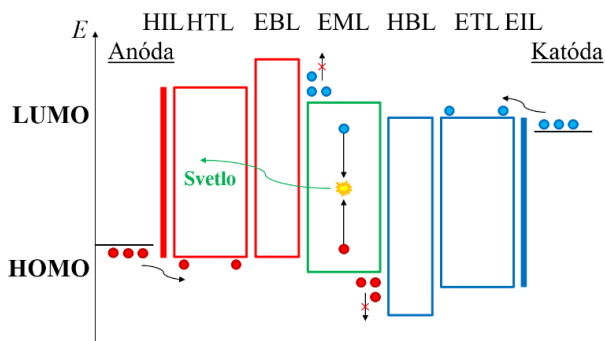 HIL HTL EBL EML HBL ETL EIL
E
Anóda Katóda
LUMO
Svetlo
HOMO